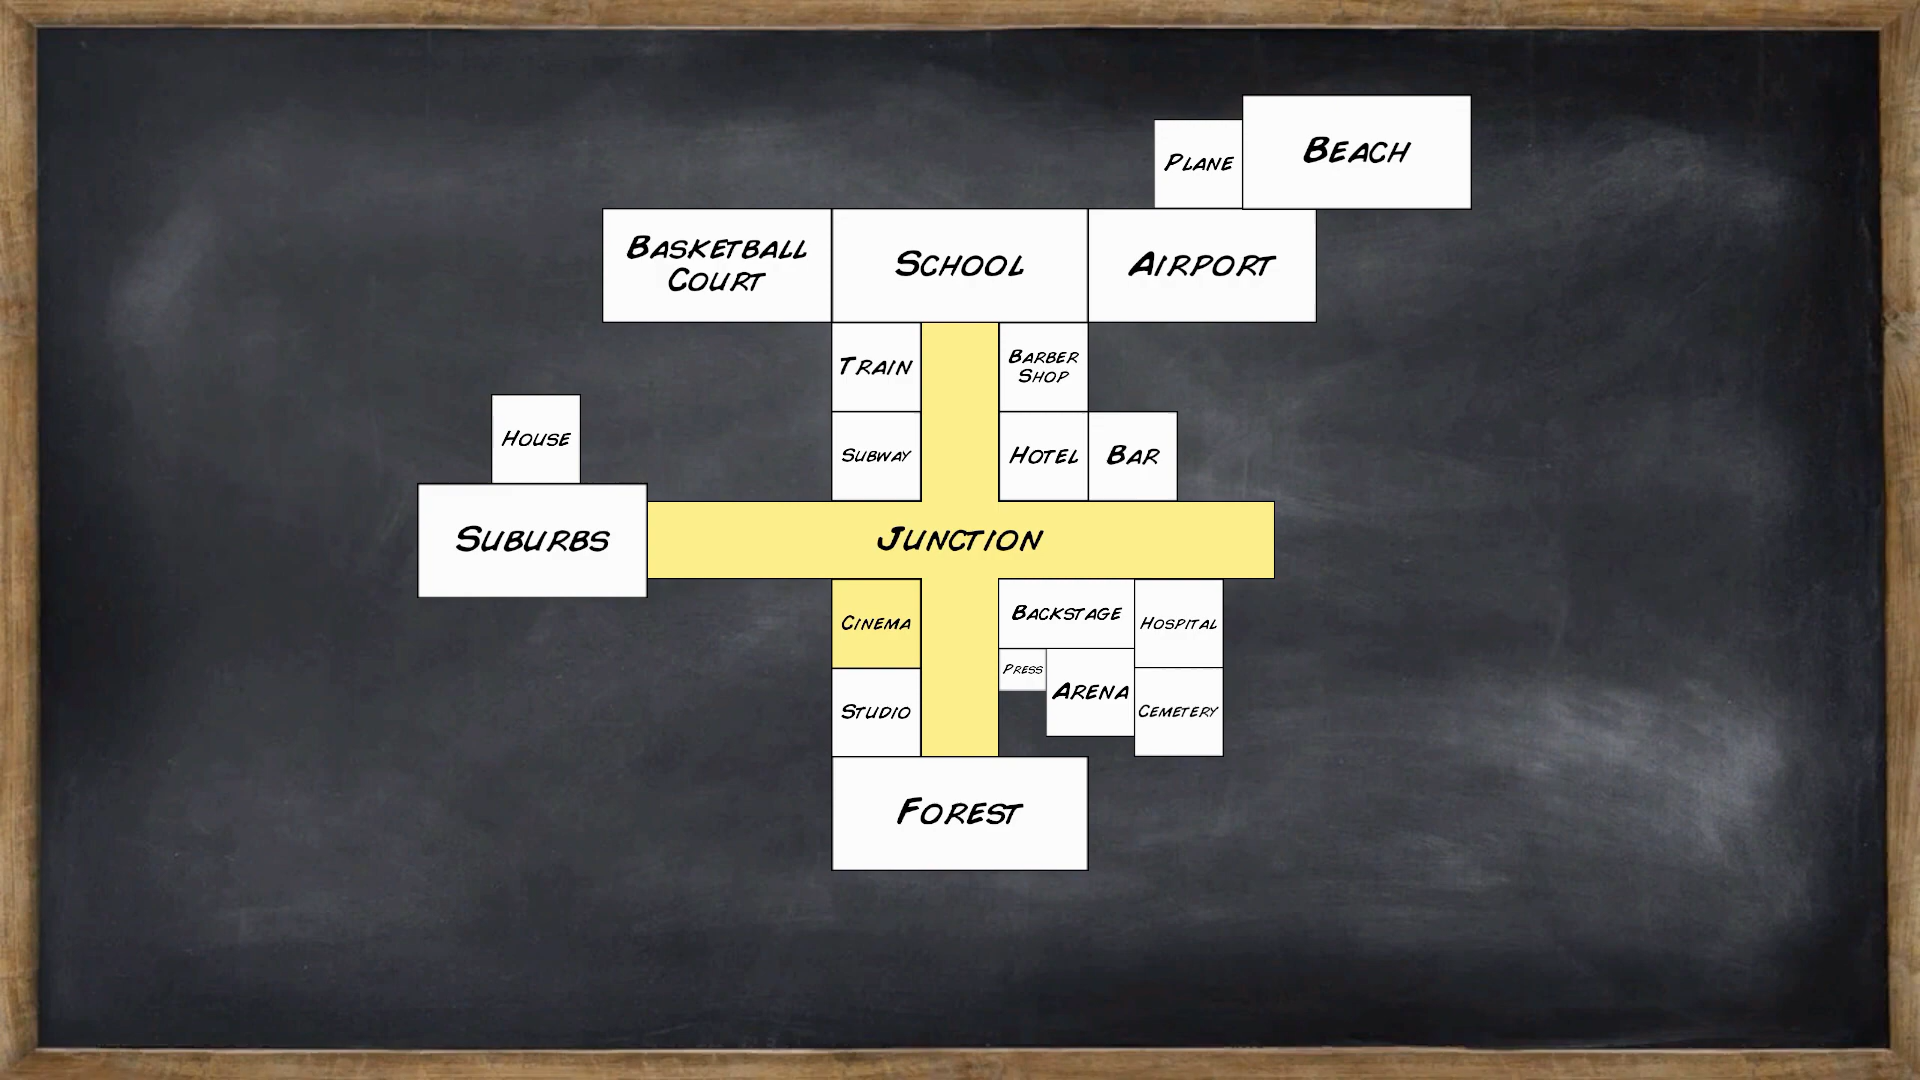 BEACH
PLANE
BASKETBALL
COURT
SCHOOL
AIRPORT
TRAIN
BARBER
SHOP
HOUSE
SUBWAY
HOTEL
BAR
SUBURBS
JUNCTION
CINEMA
BACKSTAGE
HOSPITAL
PRESS
ARENA
STUDIO
CEMETERY
FOREST